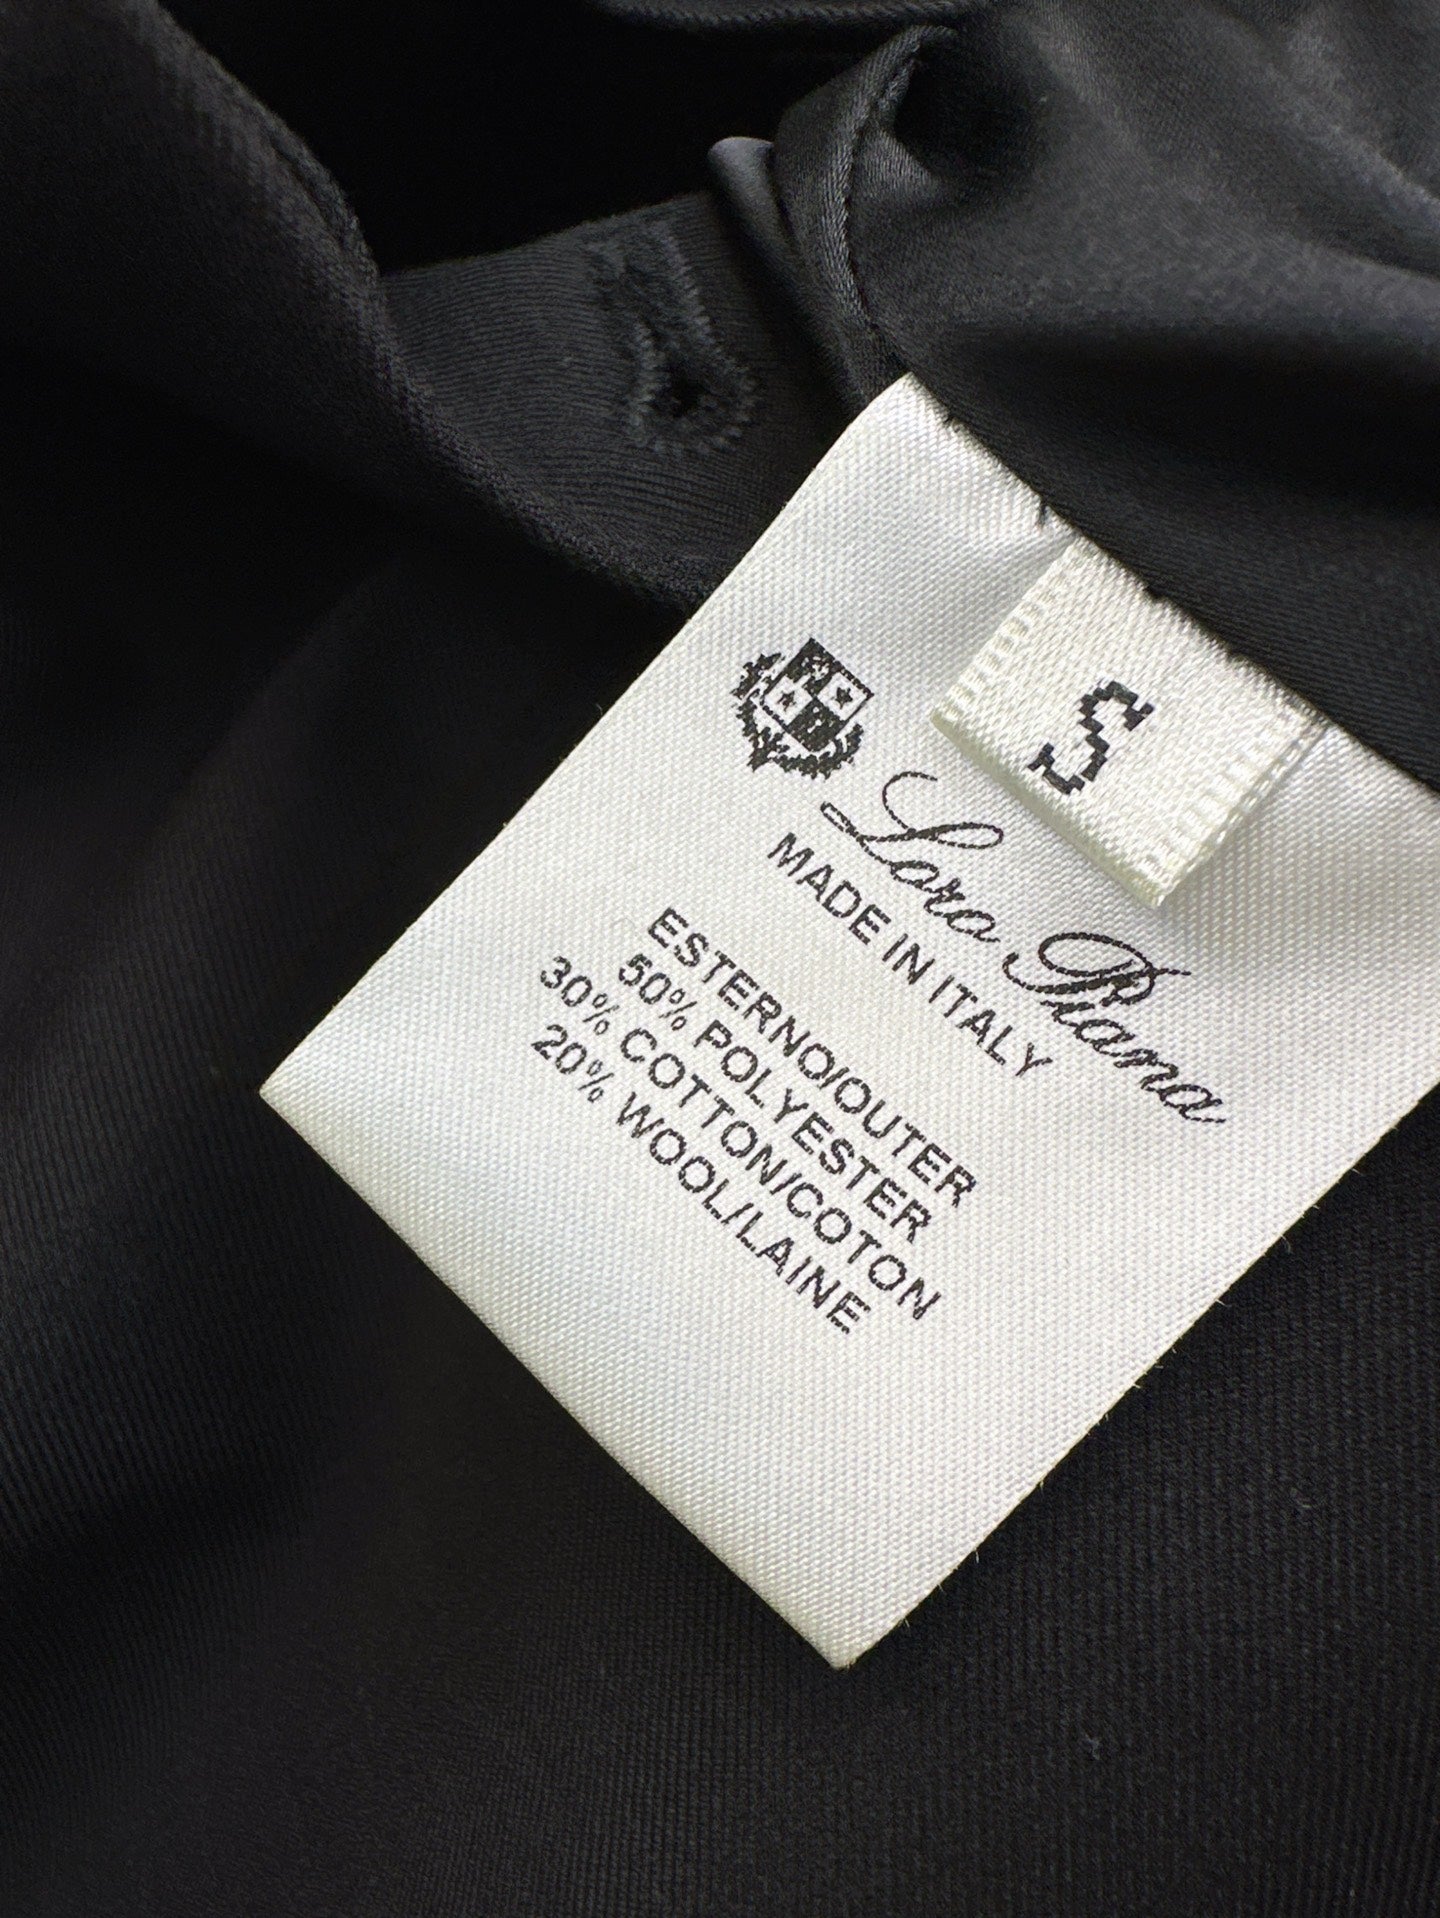 S
Loro Piana
MADE IN ITALY
ESTERNO/OUTER
50% POLYESTER
30% COTTON/COTON
20% WOOL/LAINE